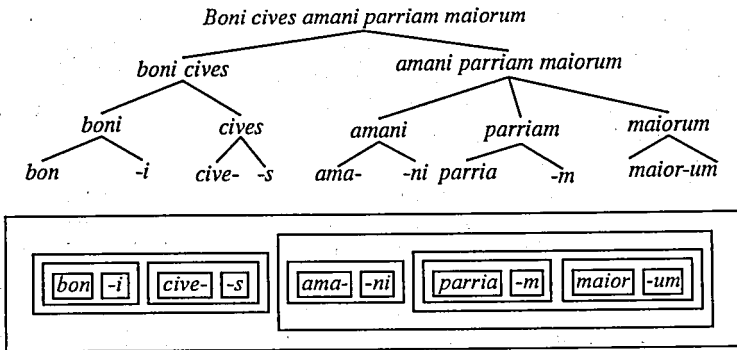 Boni cives amani parriam maiorum
boni cives amani parriam maiorum
boni cives amani parriam maiorum
bon -i cive- -s ama- -ni parria -m maior-um
bon -i cive- -s ama- -ni parria -m maior -um